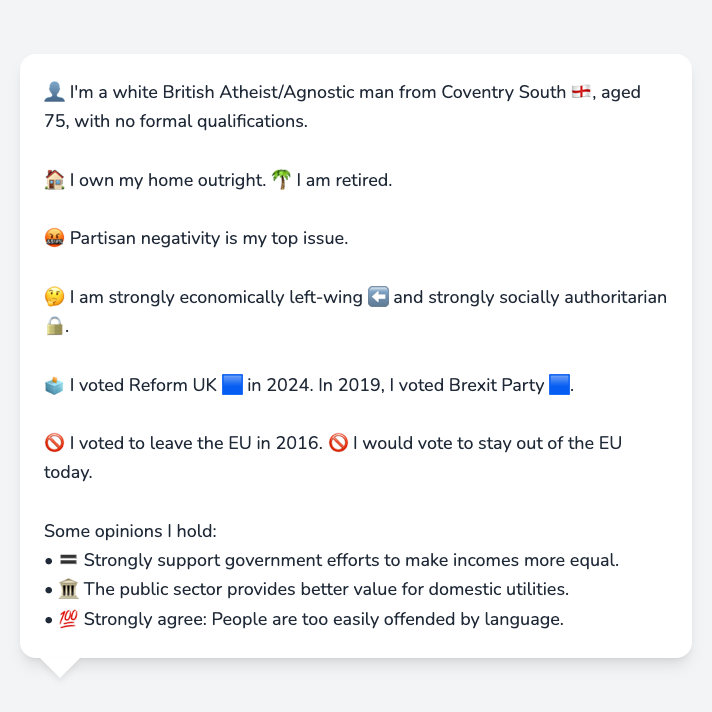 👤 I'm a white British Atheist/Agnostic man from Coventry South 🏴󠁧󠁢󠁥󠁮󠁧󠁿, aged
75, with no formal qualifications.
🏠 I own my home outright. 🌴 I am retired.
🤬 Partisan negativity is my top issue.
🤔 I am strongly economically left-wing ⬅️ and strongly socially authoritarian
🔒.
🗳️ I voted Reform UK 🟦 in 2024. In 2019, I voted Brexit Party 🟦.
🚫 I voted to leave the EU in 2016. 🚫 I would vote to stay out of the EU
today.
Some opinions I hold:
• 🟰 Strongly support government efforts to make incomes more equal.
• 🏛️ The public sector provides better value for domestic utilities.
• 💯 Strongly agree: People are too easily offended by language.